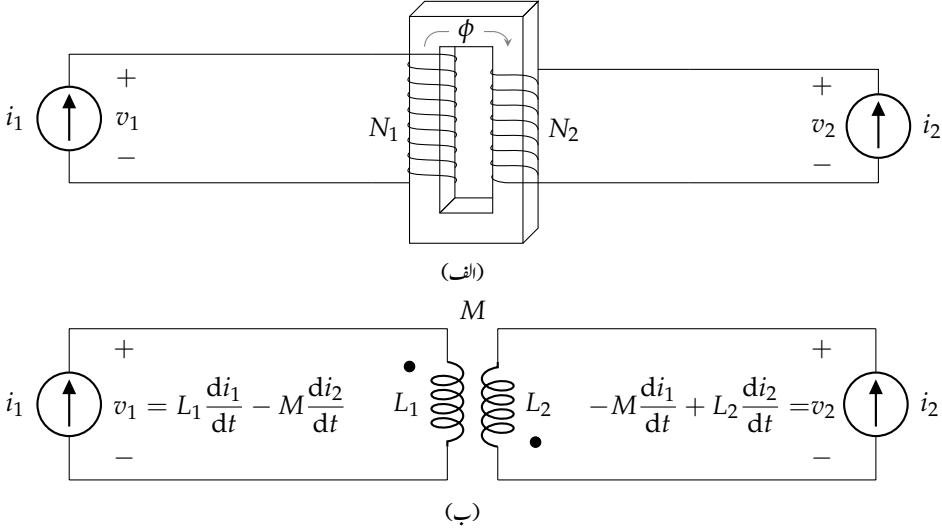 ϕ
+ +
i₁ v₁ N₁ N₂ v₂ i₂
− −
(الف)
M
+ +
i₁ v₁ = L₁ di₁/dt − M di₂/dt L₁ L₂ −M di₁/dt + L₂ di₂/dt = v₂ i₂
− −
(ب)